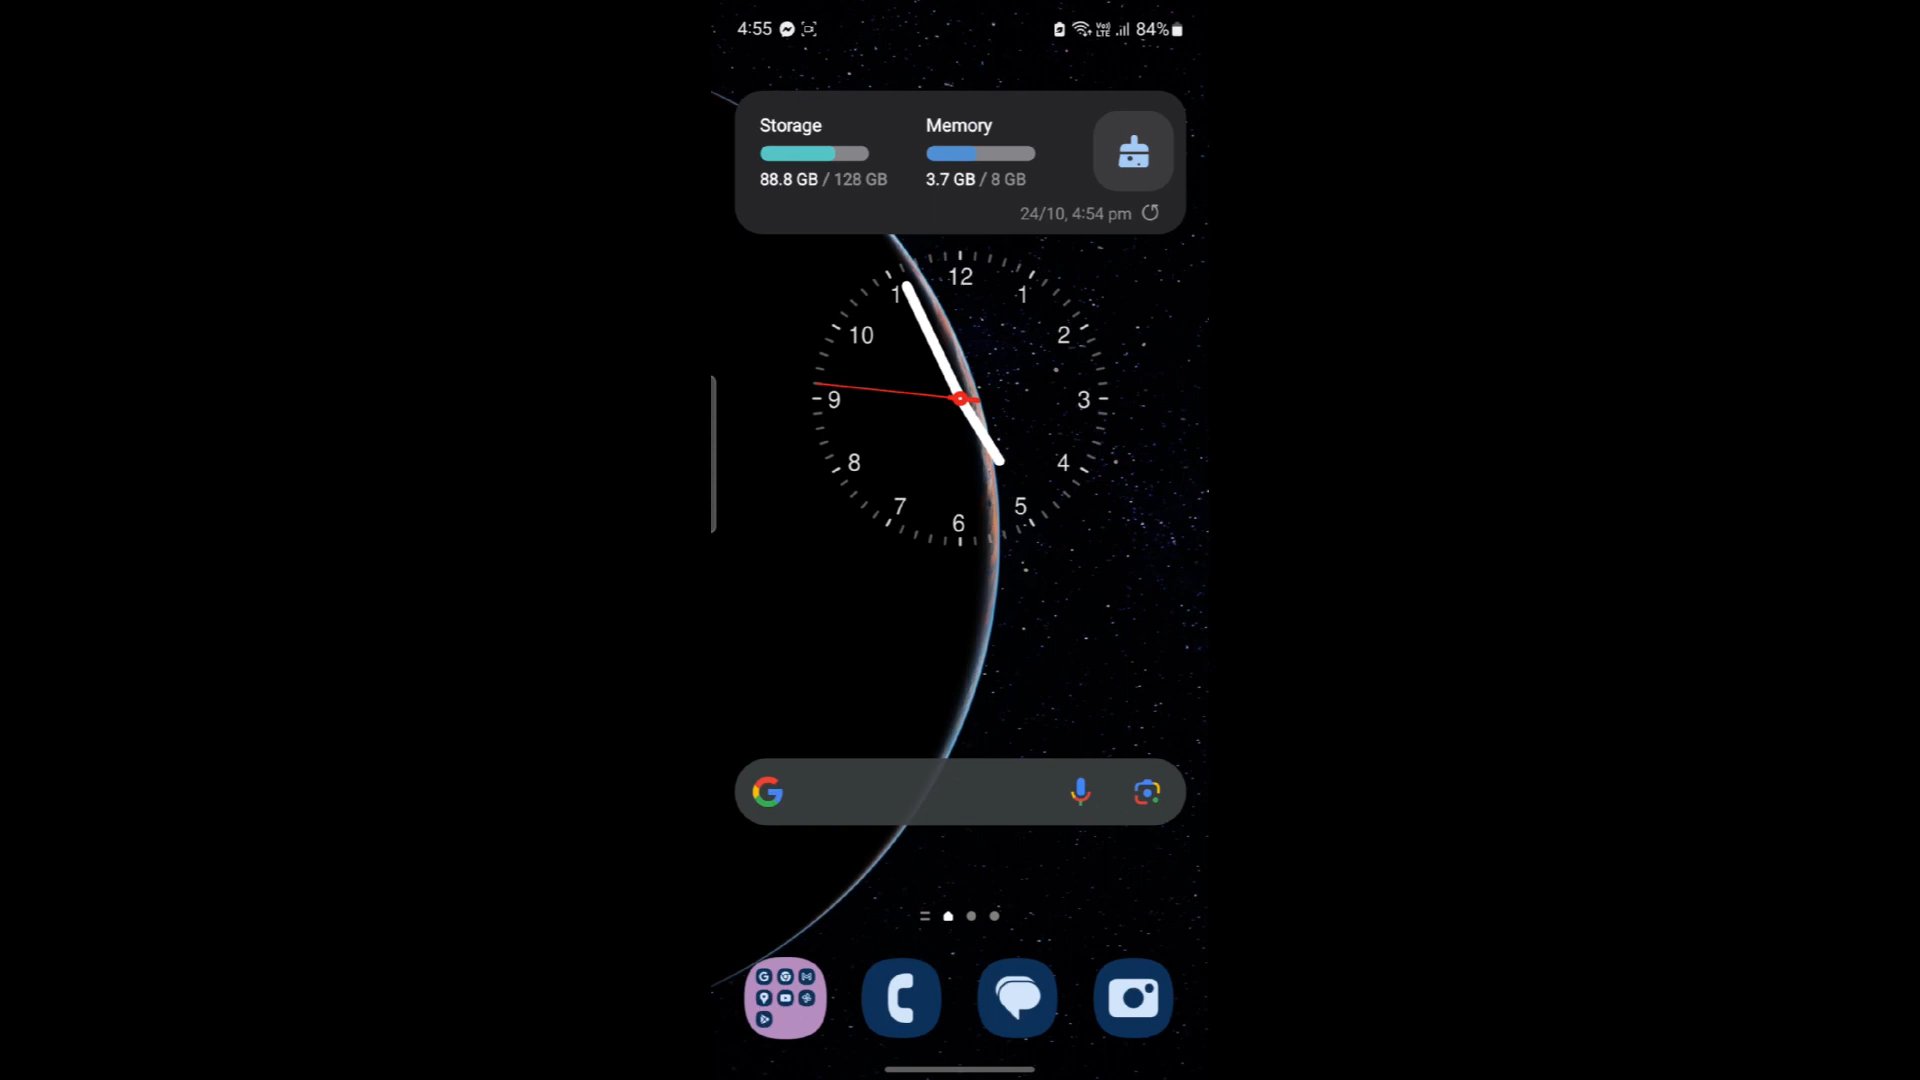 4:55 84%
Storage Memory
88.8 GB / 128 GB 3.7 GB / 8 GB
24/10, 4:54 pm
12
1 1
10 2
9 3
8 4
7 5
6